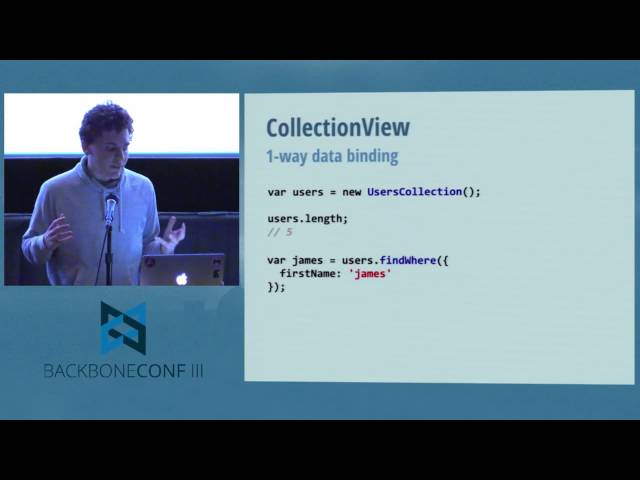 CollectionView
1-way data binding
var users = new UsersCollection();
users.length;
// 5
var james = users.findWhere({
firstName: 'james'
});
BACKBONECONF III